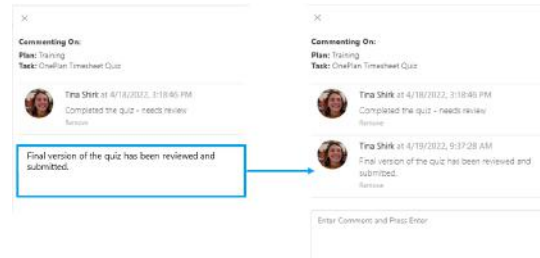 Commenting On:
Plan: Training
Task: OnePlan Timesheet Quiz
Tina Shirk at 4/18/2022, 3:18:46 PM
Completed the quiz - needs review
Remove
Final version of the quiz has been reviewed and
submitted.
Commenting On:
Plan: Training
Task: OnePlan Timesheet Quiz
Tina Shirk at 4/18/2022, 3:18:46 PM
Completed the quiz - needs review
Remove
Tina Shirk at 4/19/2022, 9:37:28 AM
Final version of the quiz has been reviewed and
submitted.
Remove
Enter Comment and Press Enter